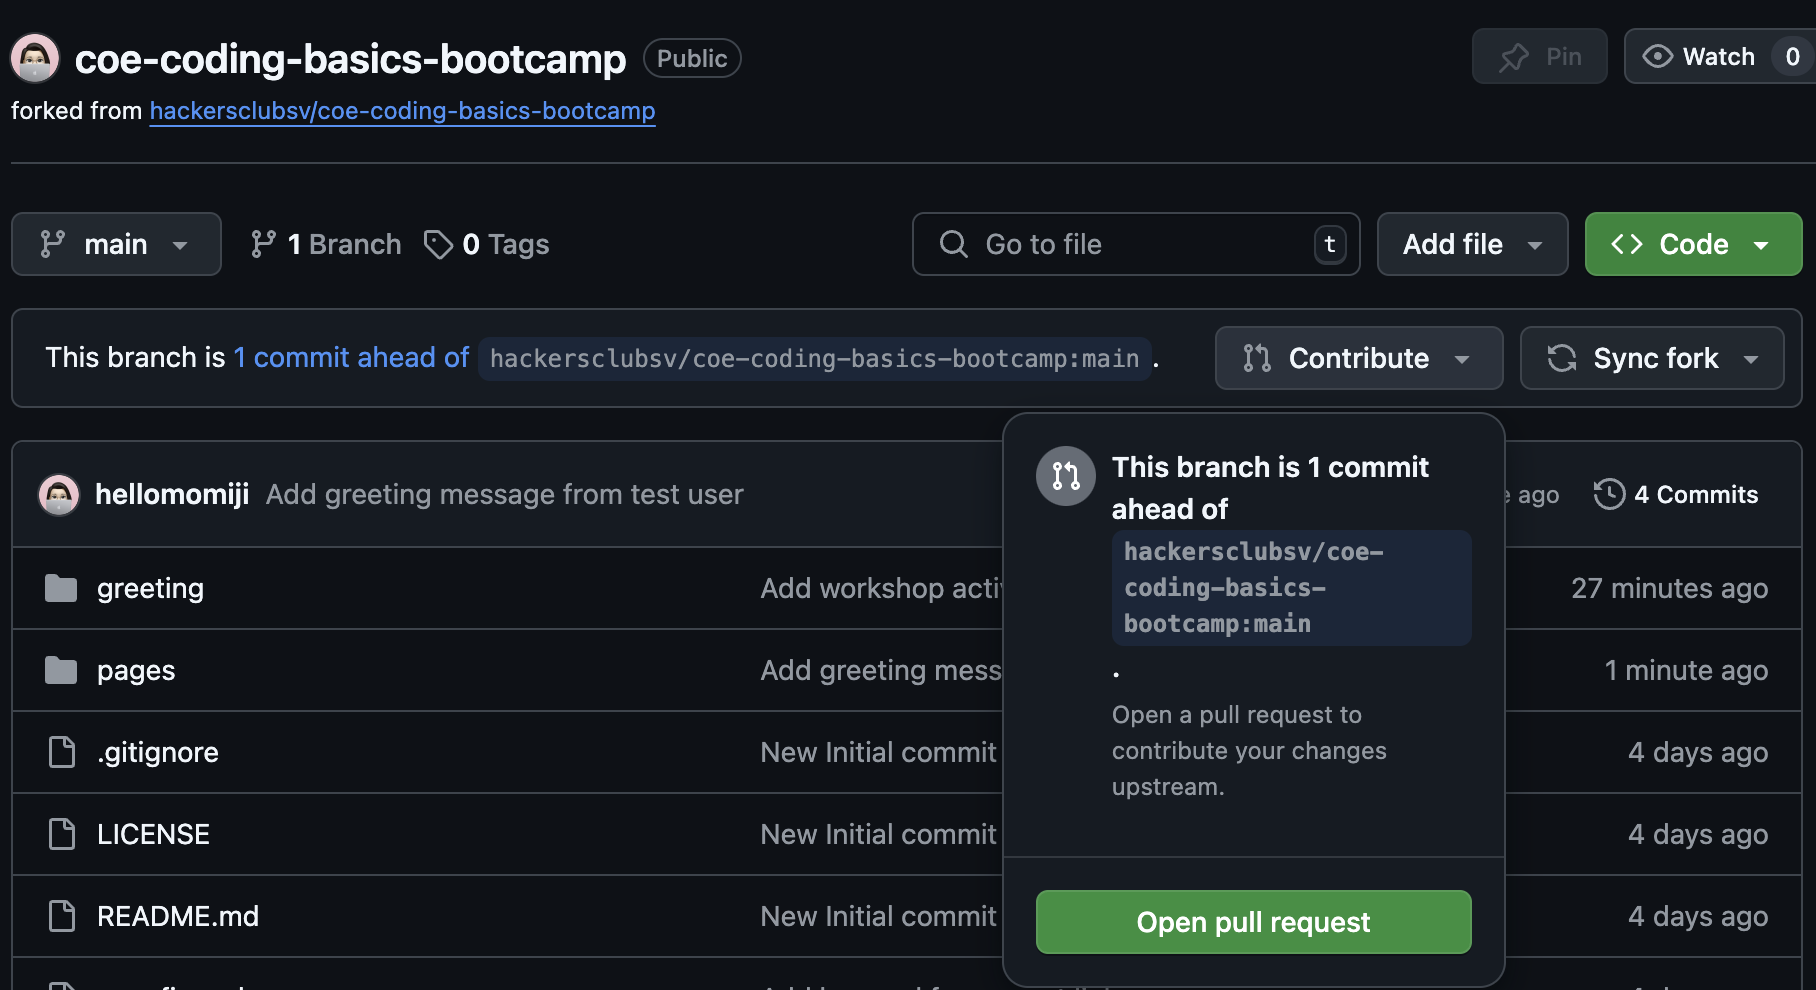 coe-coding-basics-bootcamp Public
Pin
Watch 0
forked from hackersclubsv/coe-coding-basics-bootcamp
main
1 Branch
0 Tags
Go to file
t
Add file
Code
This branch is 1 commit ahead of hackersclubsv/coe-coding-basics-bootcamp:main .
Contribute
Sync fork
hellomomiji Add greeting message from test user
ago
4 Commits
greeting
Add workshop
27 minutes ago
pages
Add greeting
1 minute ago
.gitignore
New Initial commit
4 days ago
LICENSE
New Initial commit
4 days ago
README.md
New Initial commit
4 days ago
This branch is 1 commit
ahead of
hackersclubsv/coe-
coding-basics-
bootcamp:main
.
Open a pull request to
contribute your changes
upstream.
Open pull request